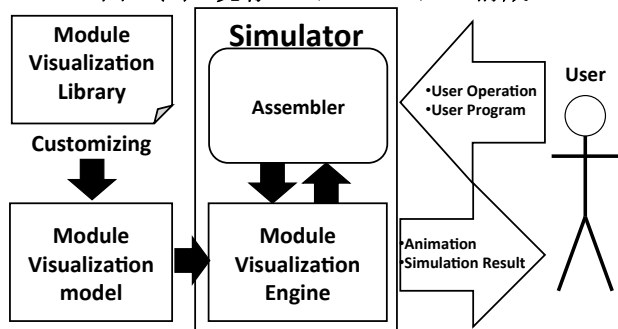 Module
Visualization
Library
Customizing
Module
Visualization
model
Simulator
Assembler
Module
Visualization
Engine
•User Operation
•User Program
User
•Animation
•Simulation Result